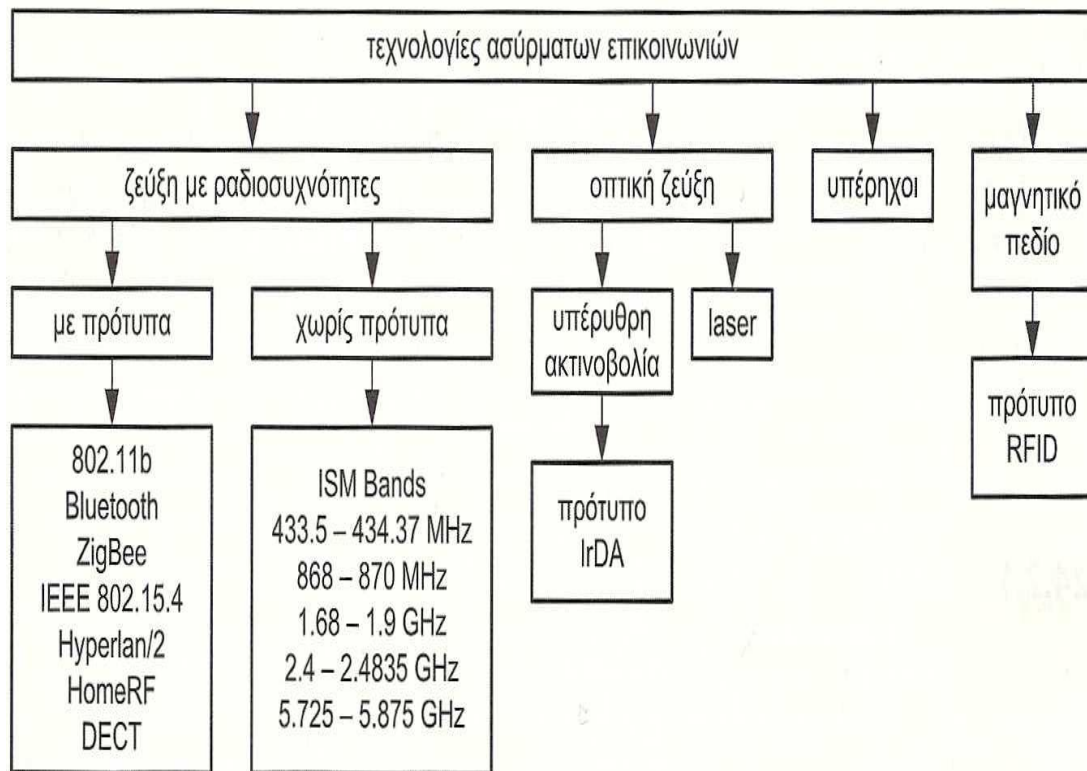 τεχνολογίες ασύρματων επικοινωνιών
ζεύξη με ραδιοσυχνότητες
οπτική ζεύξη
υπέρηχοι
μαγνητικό
πεδίο
με πρότυπα
χωρίς πρότυπα
υπέρυθρη
ακτινοβολία
laser
πρότυπο
RFID
802.11b
Bluetooth
ZigBee
IEEE 802.15.4
Hyperlan/2
HomeRF
DECT
ISM Bands
433.5 – 434.37 MHz
868 – 870 MHz
1.68 – 1.9 GHz
2.4 – 2.4835 GHz
5.725 – 5.875 GHz
πρότυπο
IrDA